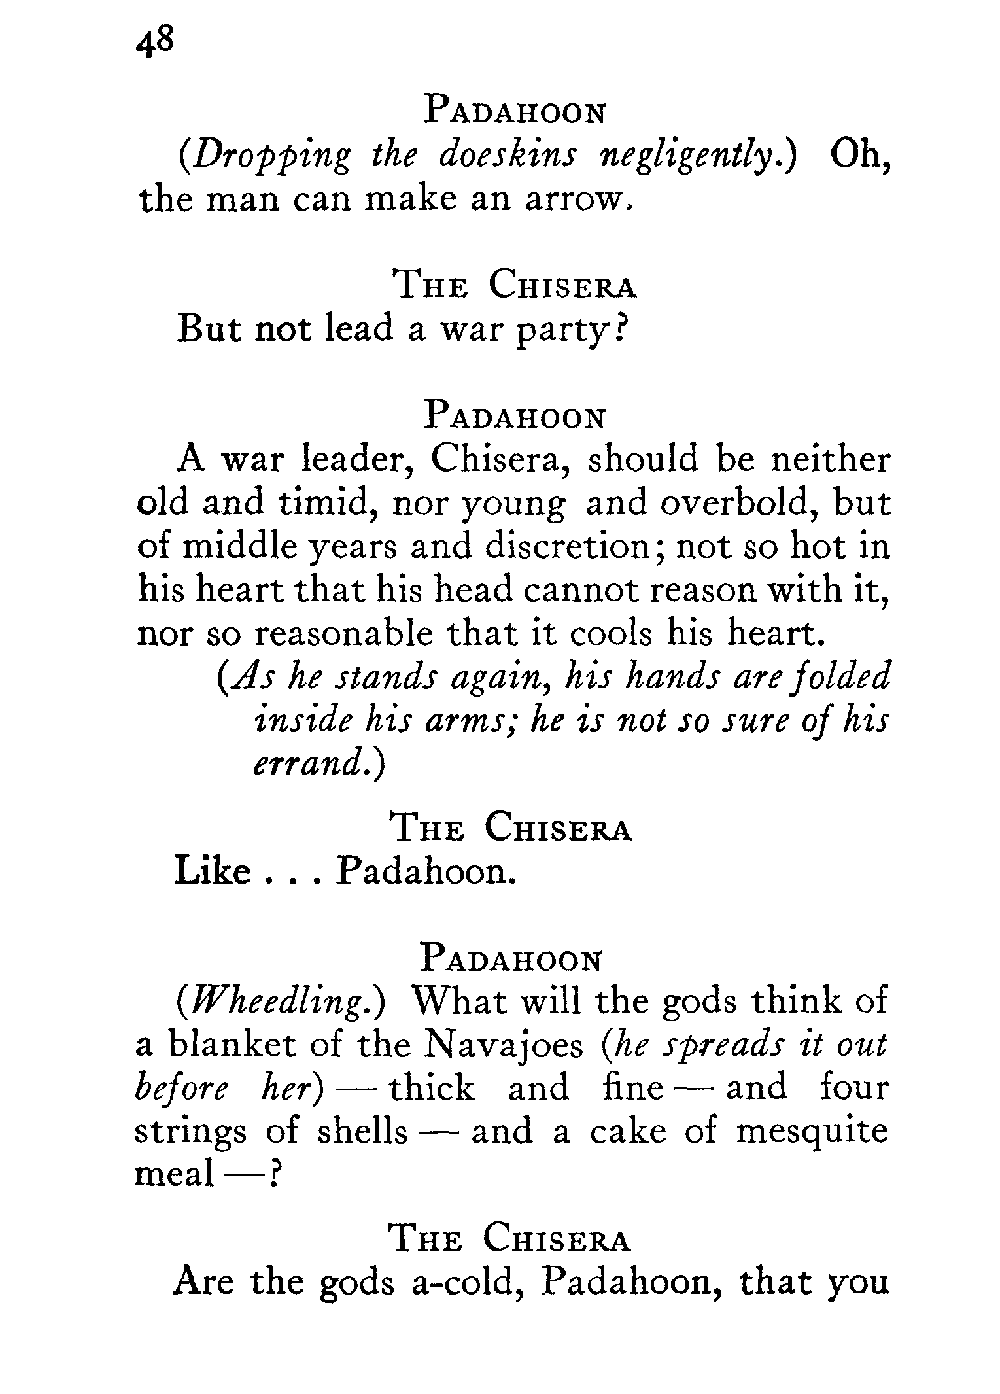 48
PADAHOON
(Dropping the doeskins negligently.) Oh,
the man can make an arrow.
THE CHISERA
But not lead a war party?
PADAHOON
A war leader, Chisera, should be neither
old and timid, nor young and overbold, but
of middle years and discretion; not so hot in
his heart that his head cannot reason with it,
nor so reasonable that it cools his heart.
(As he stands again, his hands are folded
inside his arms; he is not so sure of his
errand.)
THE CHISERA
Like . . . Padahoon.
PADAHOON
(Wheedling.) What will the gods think of
a blanket of the Navajoes (he spreads it out
before her) — thick and fine — and four
strings of shells — and a cake of mesquite
meal —?
THE CHISERA
Are the gods a-cold, Padahoon, that you